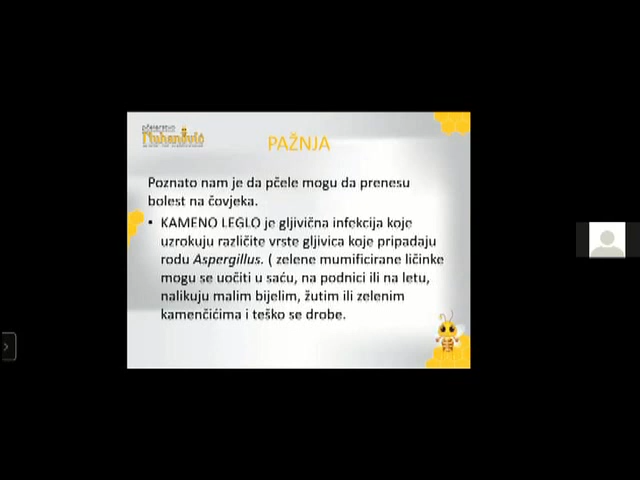 pčelarstvo
Muhanović
PAŽNJA
Poznato nam je da pčele mogu da prenesu
bolest na čovjeka.
• KAMENO LEGLO je gljivična infekcija koje
uzrokuju različite vrste gljivica koje pripadaju
rodu Aspergillus. ( zelene mumificirane ličinke
mogu se uočiti u saću, na podnici ili na letu,
nalikuju malim bijelim, žutim ili zelenim
kamenčićima i teško se drobe.